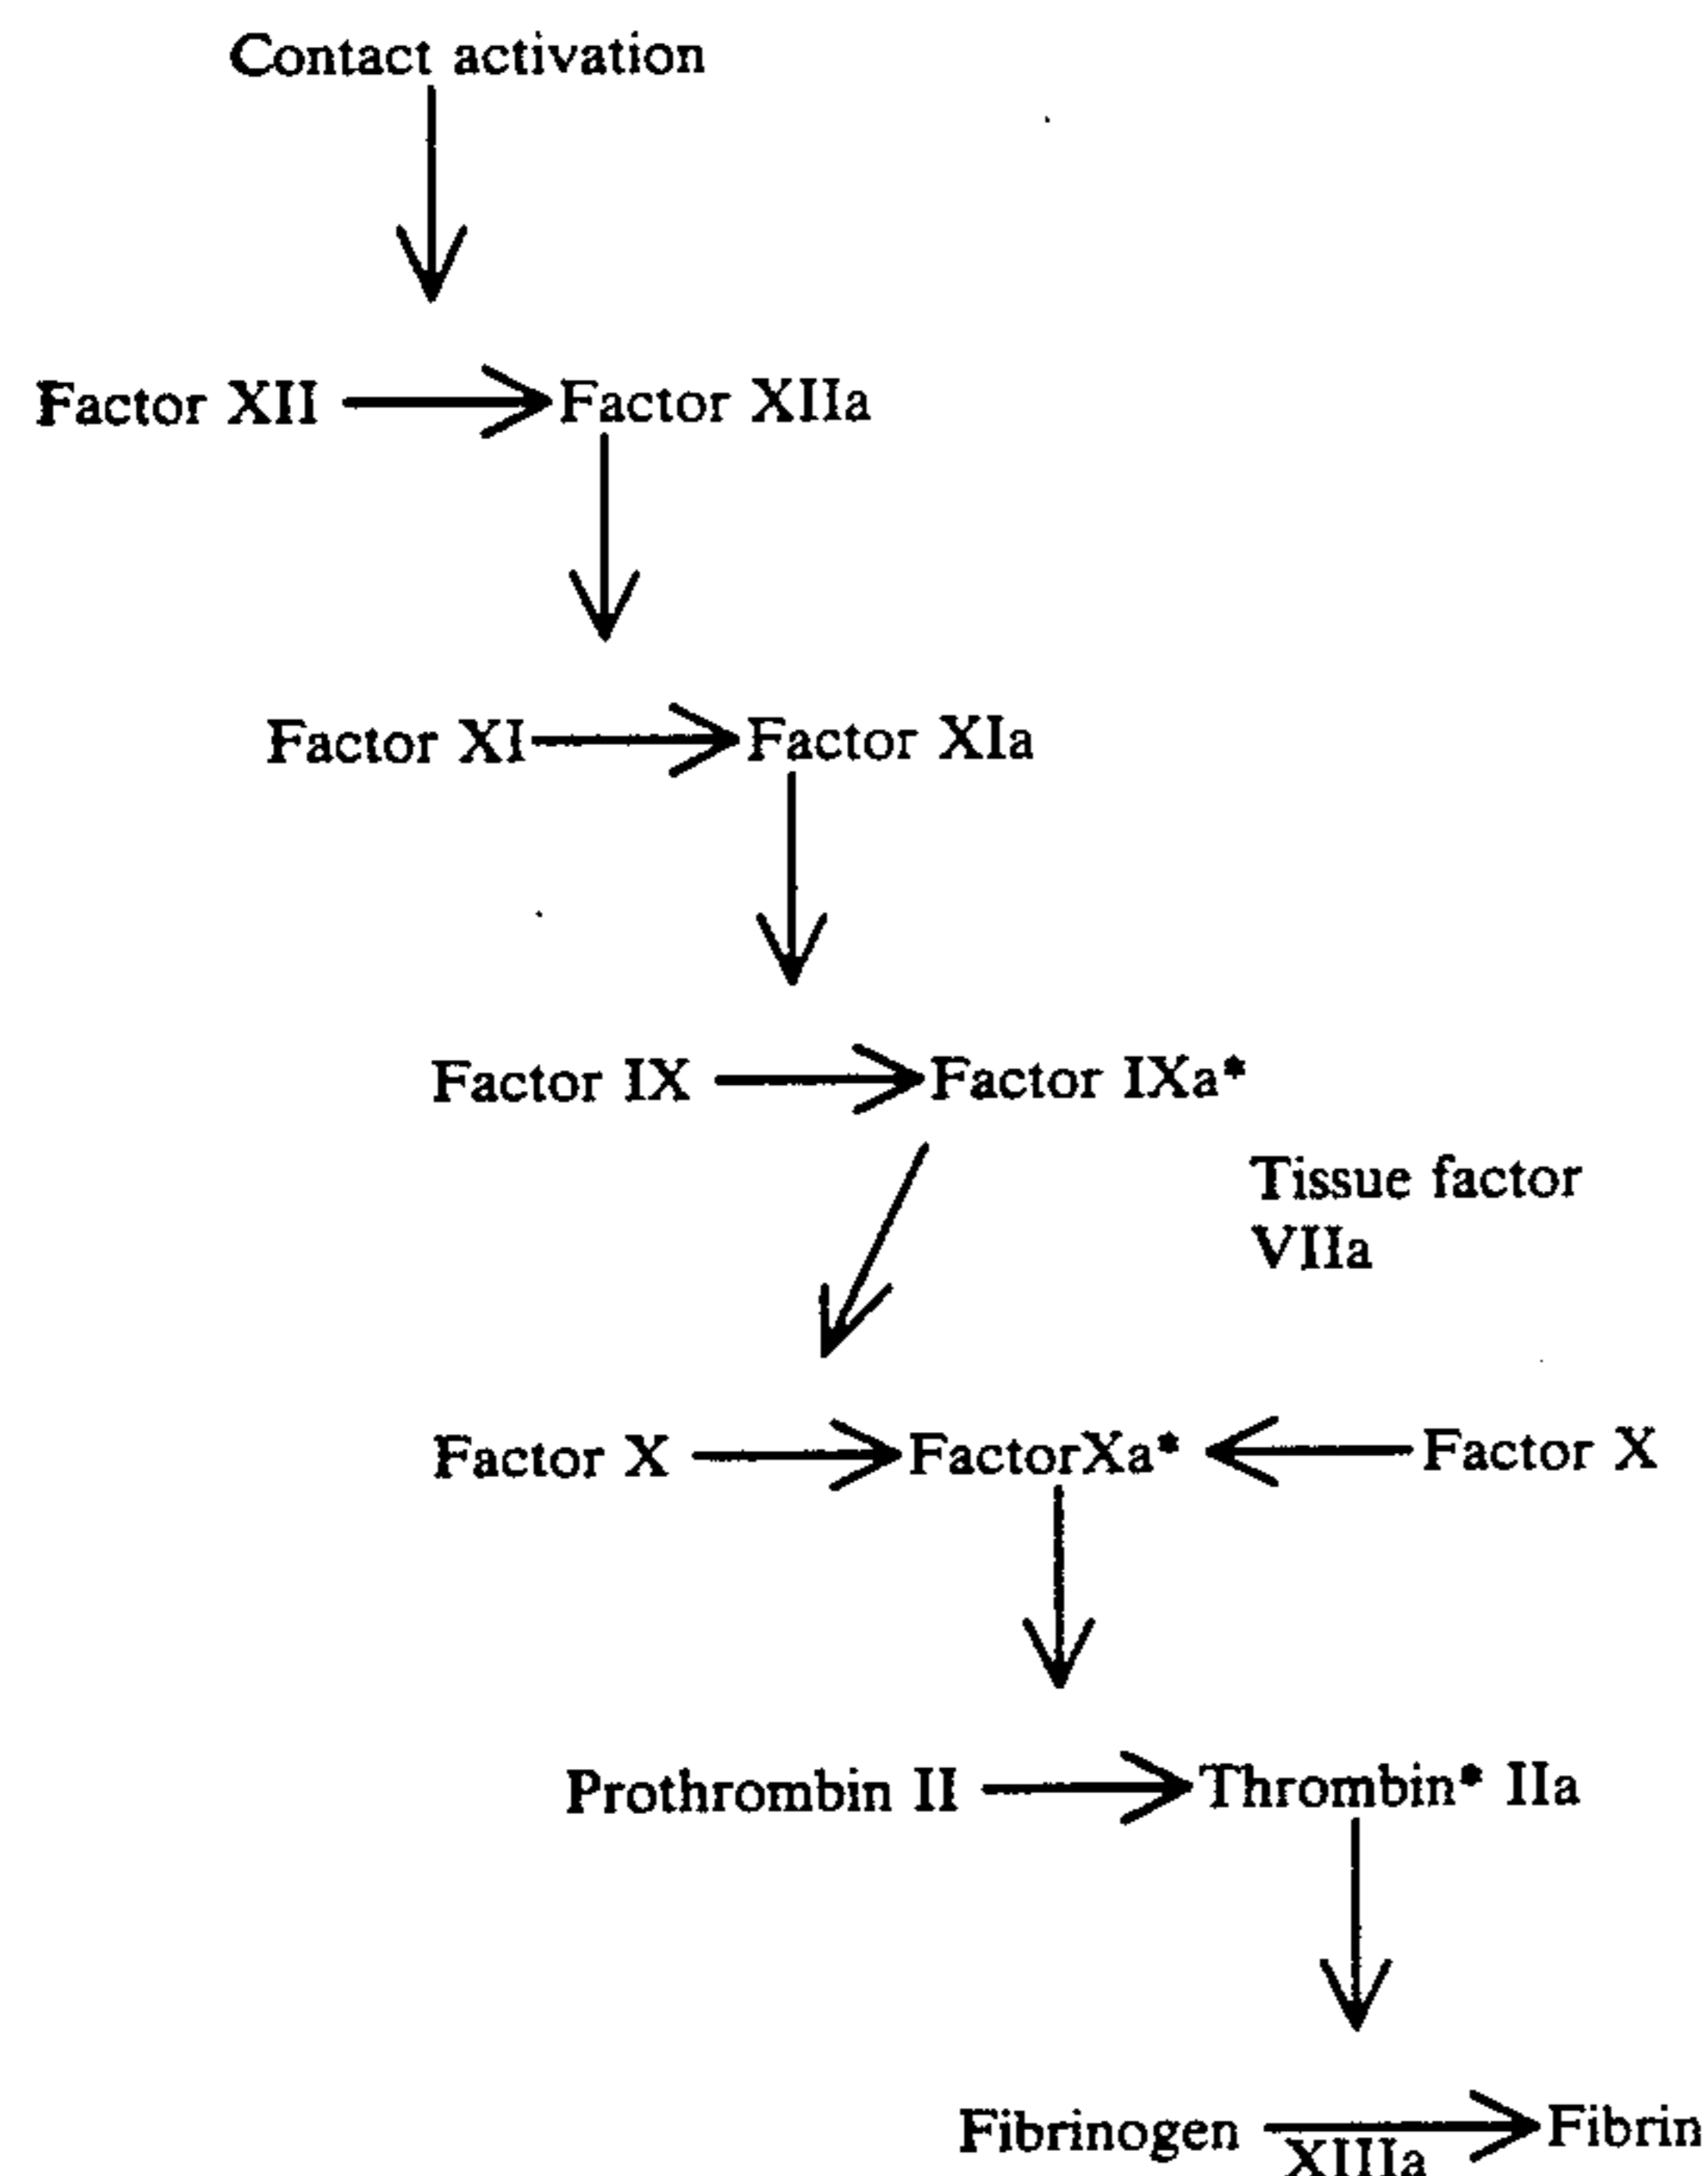 Contact activation
Factor XII
Factor XIIa
Factor XI
Factor XIa
Factor IX
Factor IXa*
Tissue factor
VIIa
Factor X
FactorXa*
Factor X
Prothrombin II
Thrombin* IIa
Fibrinogen
XIIIa
Fibrin